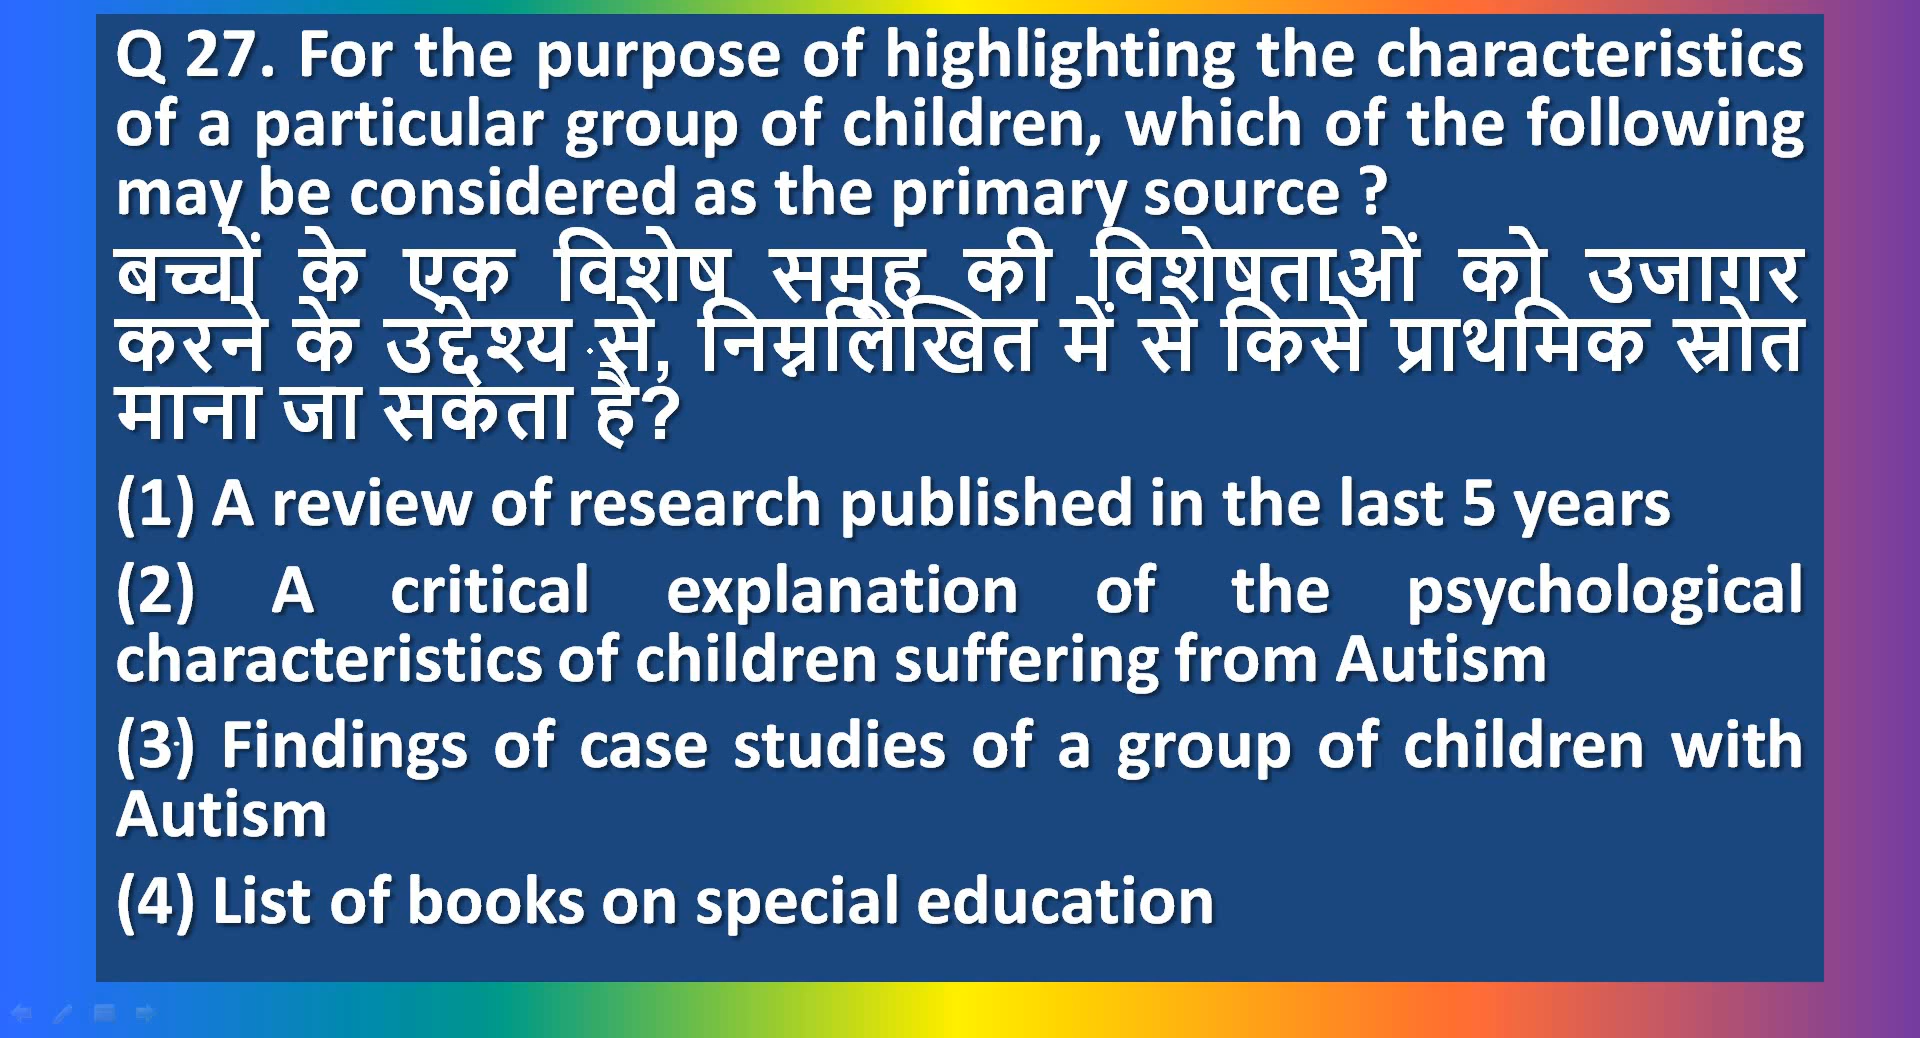 Q 27. For the purpose of highlighting the characteristics
of a particular group of children, which of the following
may be considered as the primary source ?
बच्चों के एक विशेष समूह की विशेषताओं को उजागर
करने के उद्देश्य से, निम्नलिखित में से किसे प्राथमिक स्रोत
माना जा सकता है?
(1) A review of research published in the last 5 years
(2) A critical explanation of the psychological
characteristics of children suffering from Autism
(3) Findings of case studies of a group of children with
Autism
(4) List of books on special education